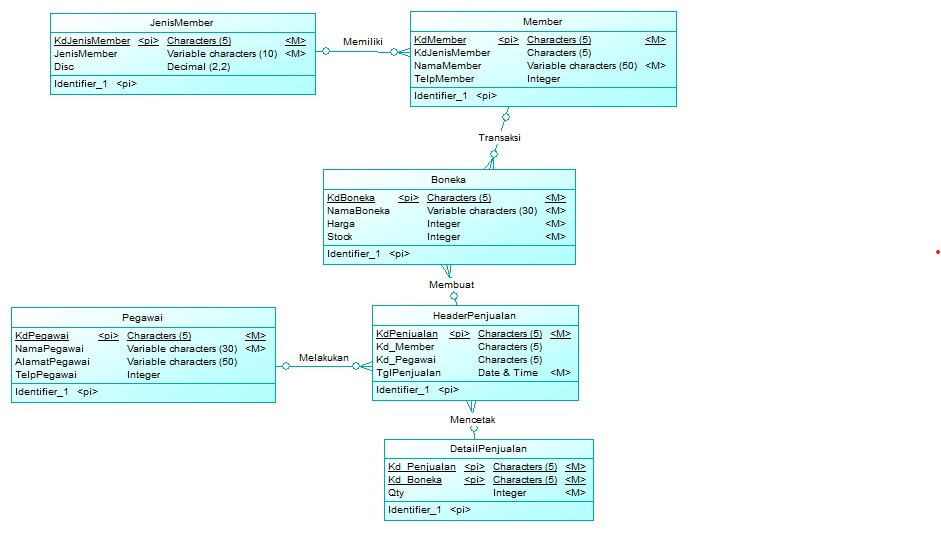 JenisMember
KdJenisMember <pi> Characters (5) <M>
JenisMember Variable characters (10) <M>
Disc Decimal (2,2)
Identifier_1 <pi>
Memiliki
Member
KdMember <pi> Characters (5) <M>
KdJenisMember Characters (5)
NamaMember Variable characters (50) <M>
TelpMember Integer
Identifier_1 <pi>
Transaksi
Boneka
KdBoneka <pi> Characters (5) <M>
NamaBoneka Variable characters (30) <M>
Harga Integer <M>
Stock Integer <M>
Identifier_1 <pi>
Membuat
Pegawai
KdPegawai <pi> Characters (5) <M>
NamaPegawai Variable characters (30) <M>
AlamatPegawai Variable characters (50)
TelpPegawai Integer
Identifier_1 <pi>
Melakukan
HeaderPenjualan
KdPenjualan <pi> Characters (5) <M>
Kd_Member Characters (5)
Kd_Pegawai Characters (5)
TglPenjualan Date & Time <M>
Identifier_1 <pi>
Mencetak
DetailPenjualan
Kd_Penjualan <pi> Characters (5) <M>
Kd_Boneka <pi> Characters (5) <M>
Qty Integer <M>
Identifier_1 <pi>